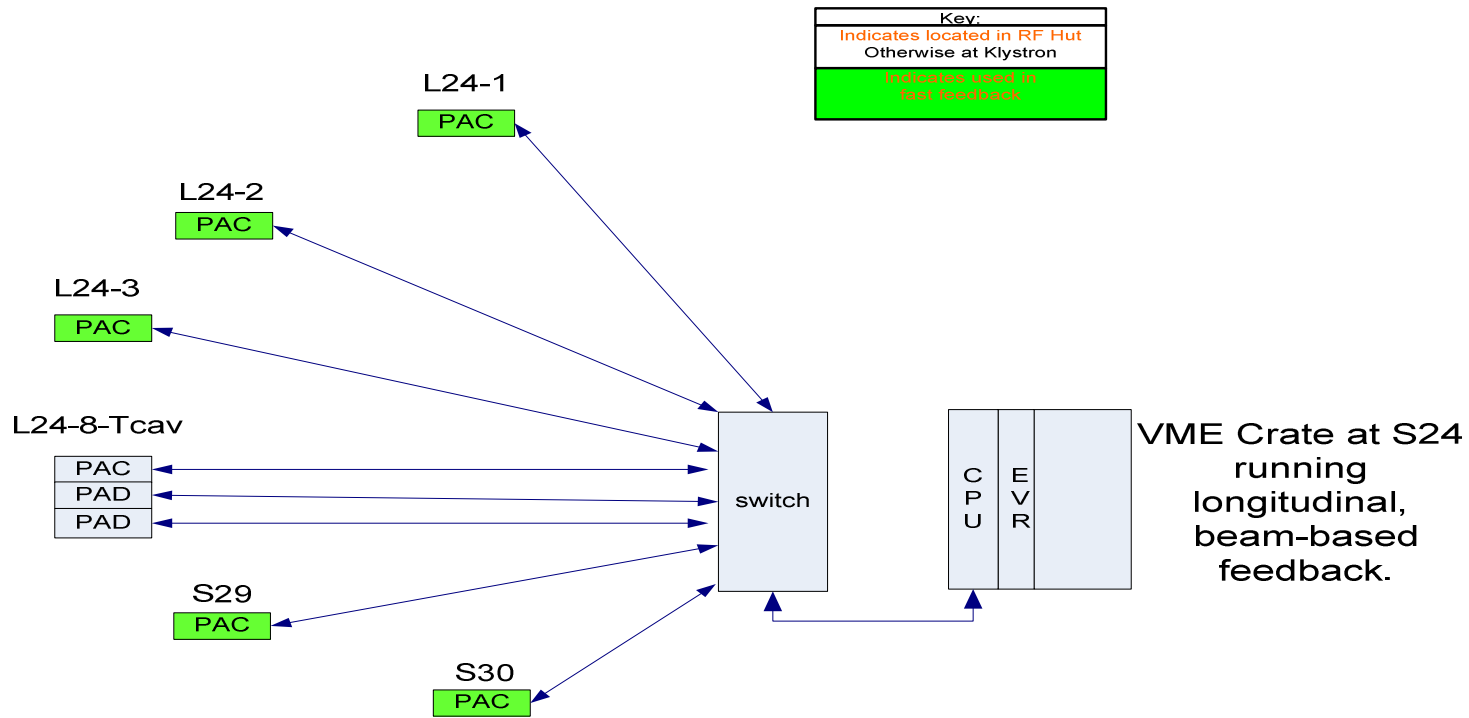 Key:
Indicates located in RF Hut
Otherwise at Klystron
Indicates used in
fast feedback
L24-1
PAC
L24-2
PAC
L24-3
PAC
L24-8-Tcav
PAC
PAD
PAD
S29
PAC
S30
PAC
switch
C
P
U
E
V
R
VME Crate at S24
running
longitudinal,
beam-based
feedback.